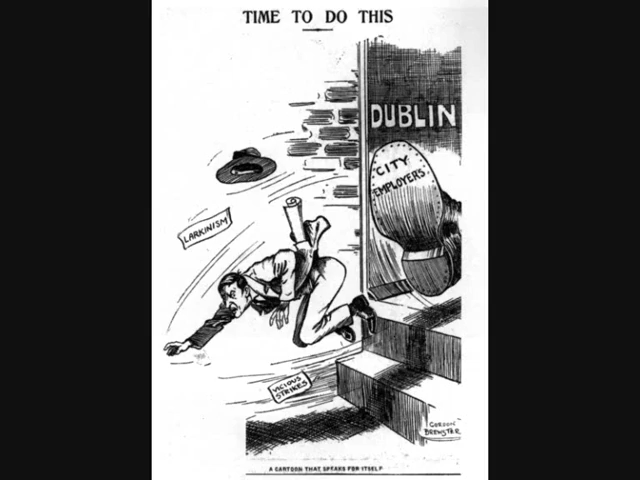 TIME TO DO THIS
DUBLIN
CITY
EMPLOYERS
LARKINISM
VICIOUS
STRIKES
GORDON
BREWSTER
A CARTOON THAT SPEAKS FOR ITSELF